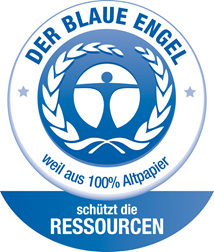 DER BLAUE ENGEL
weil aus 100% Altpapier
schützt die
RESSOURCEN